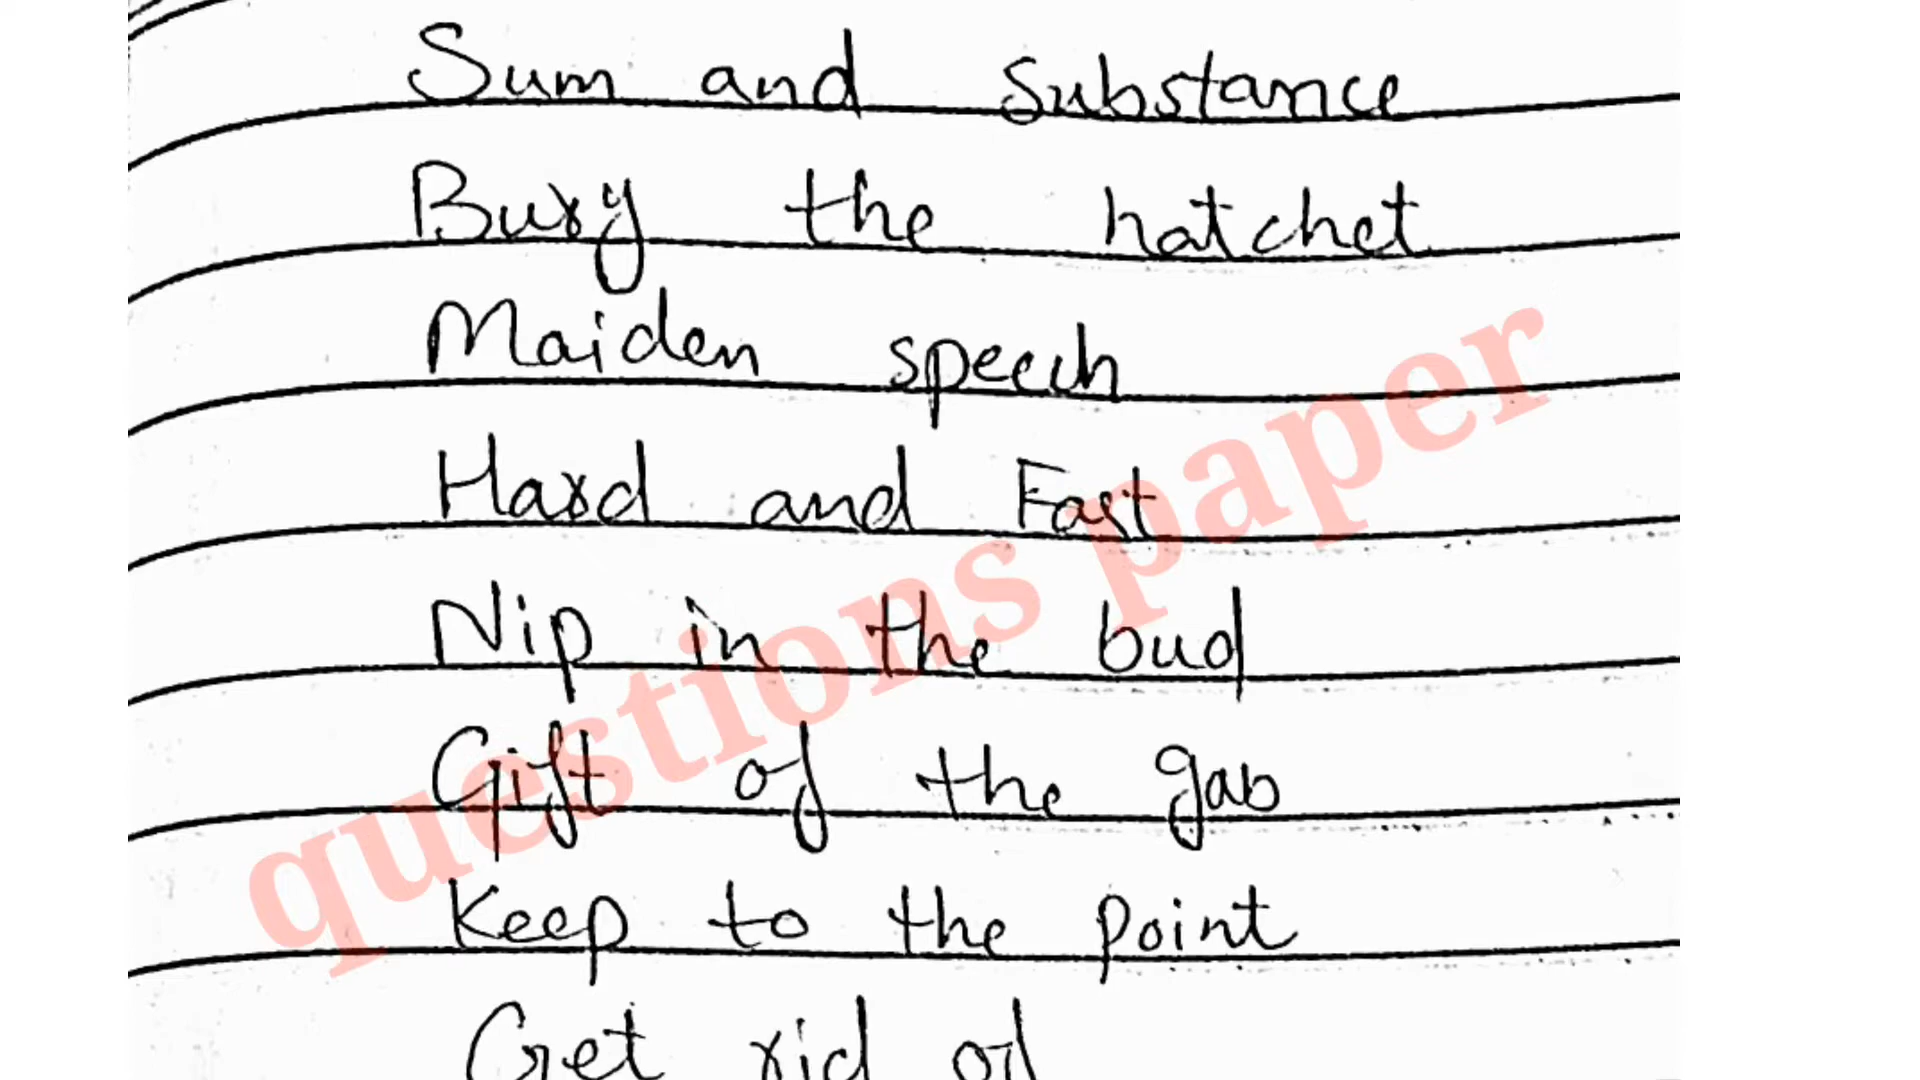 Sum and Substance
Bury the hatchet
Maiden speech
Hard and Fast
Nip in the bud
Gift of the gab
Keep to the point
Get rid of
questions paper